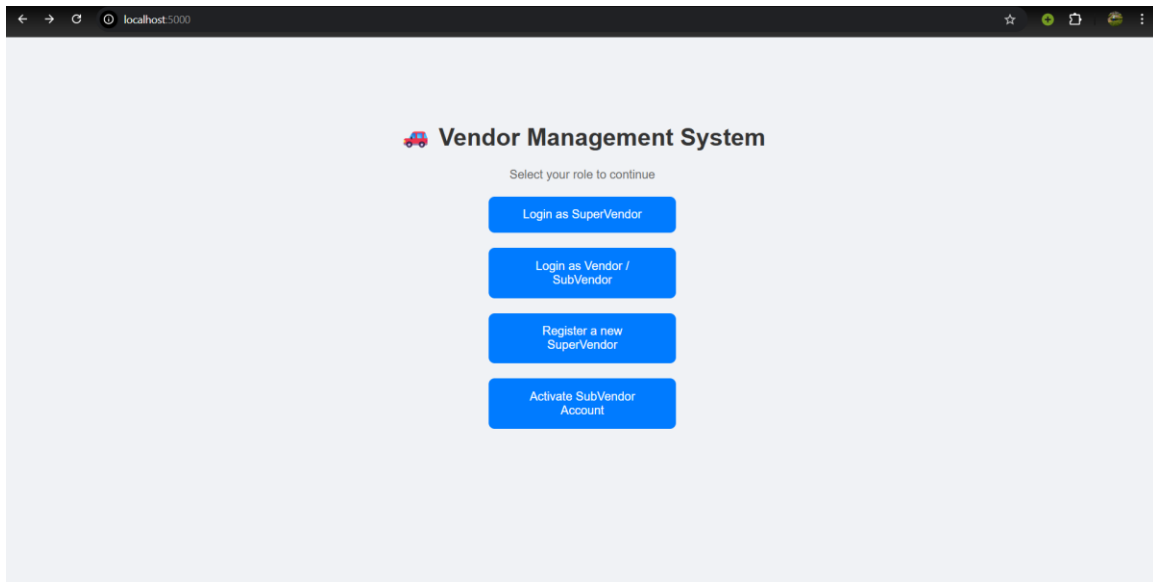 localhost:5000
Vendor Management System
Select your role to continue
Login as SuperVendor
Login as Vendor /
SubVendor
Register a new
SuperVendor
Activate SubVendor
Account